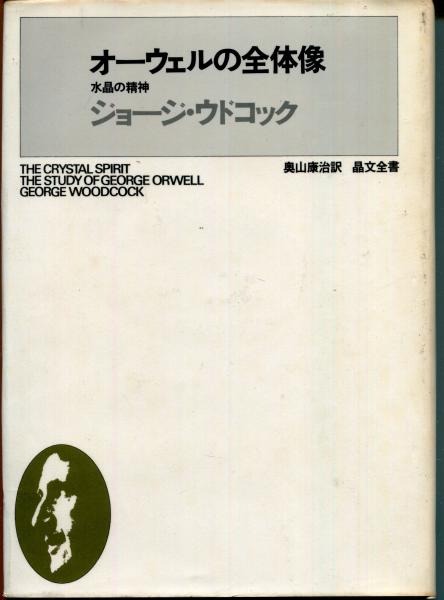 オーウェルの全体像
水晶の精神
ジョージ・ウドコック
THE CRYSTAL SPIRIT
THE STUDY OF GEORGE ORWELL
GEORGE WOODCOCK
奥山康治訳 晶文全書